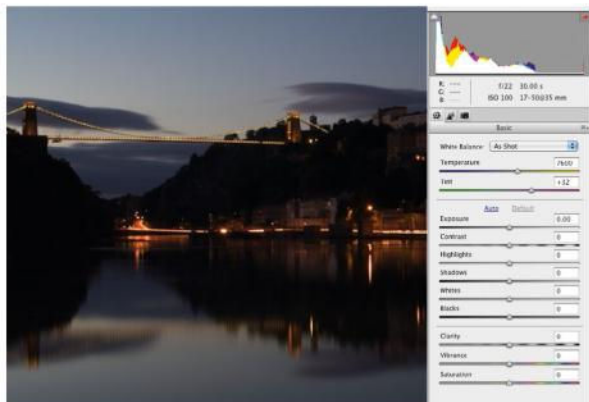 R: ---
G: ---
B: ---
f/22 30.00 s
ISO 100 17-50@35 mm
Basic
White Balance: As Shot
Temperature 7600
Tint +32
Auto Default
Exposure 0.00
Contrast 0
Highlights 0
Shadows 0
Whites 0
Blacks 0
Clarity 0
Vibrance 0
Saturation 0